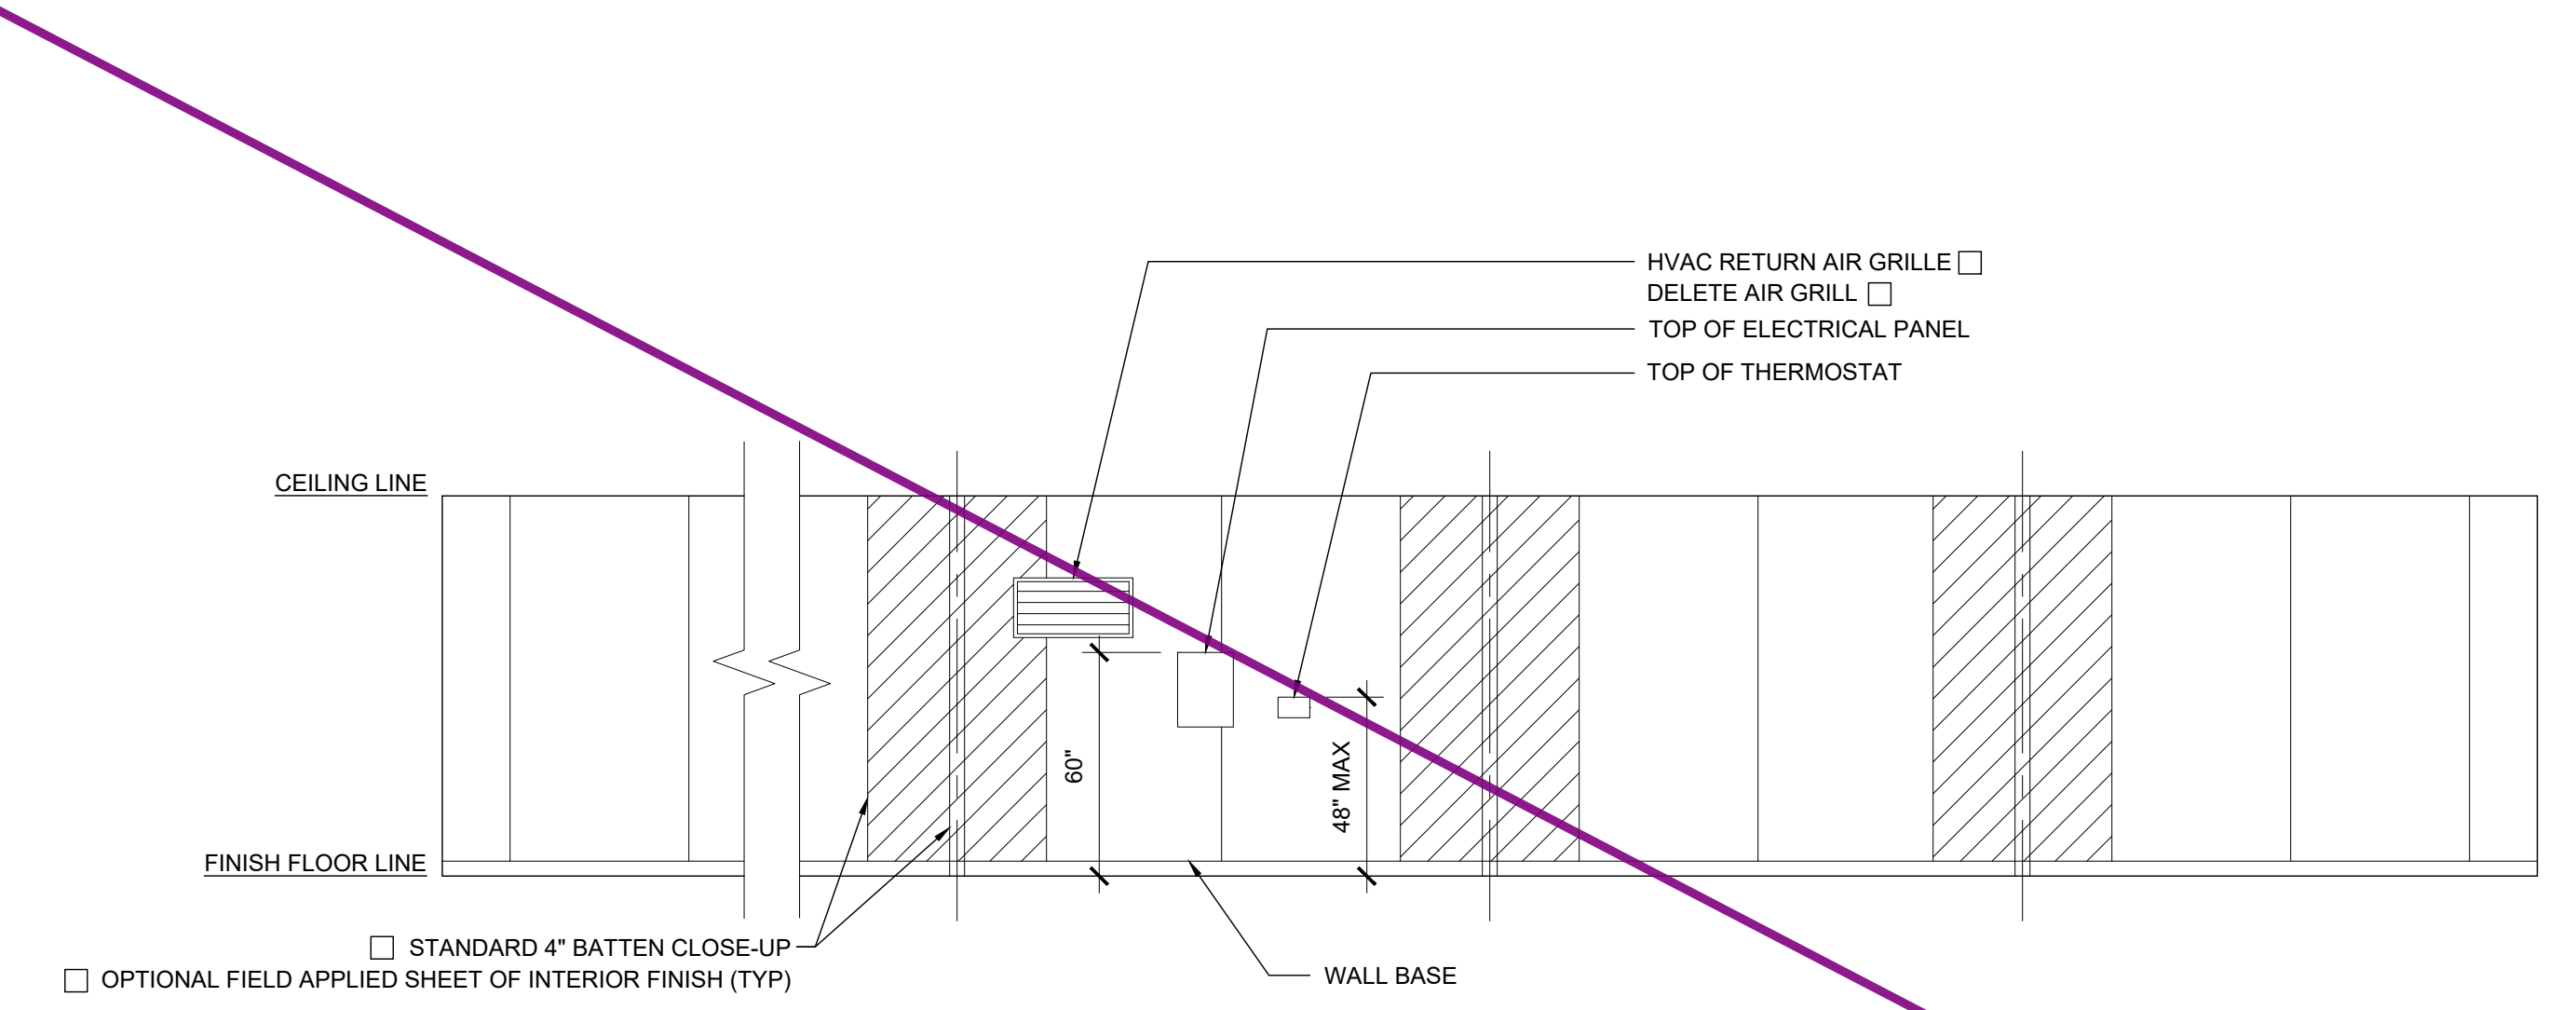 HVAC RETURN AIR GRILLE
DELETE AIR GRILL
TOP OF ELECTRICAL PANEL
TOP OF THERMOSTAT
CEILING LINE
60"
48" MAX
FINISH FLOOR LINE
STANDARD 4" BATTEN CLOSE-UP
OPTIONAL FIELD APPLIED SHEET OF INTERIOR FINISH (TYP)
WALL BASE